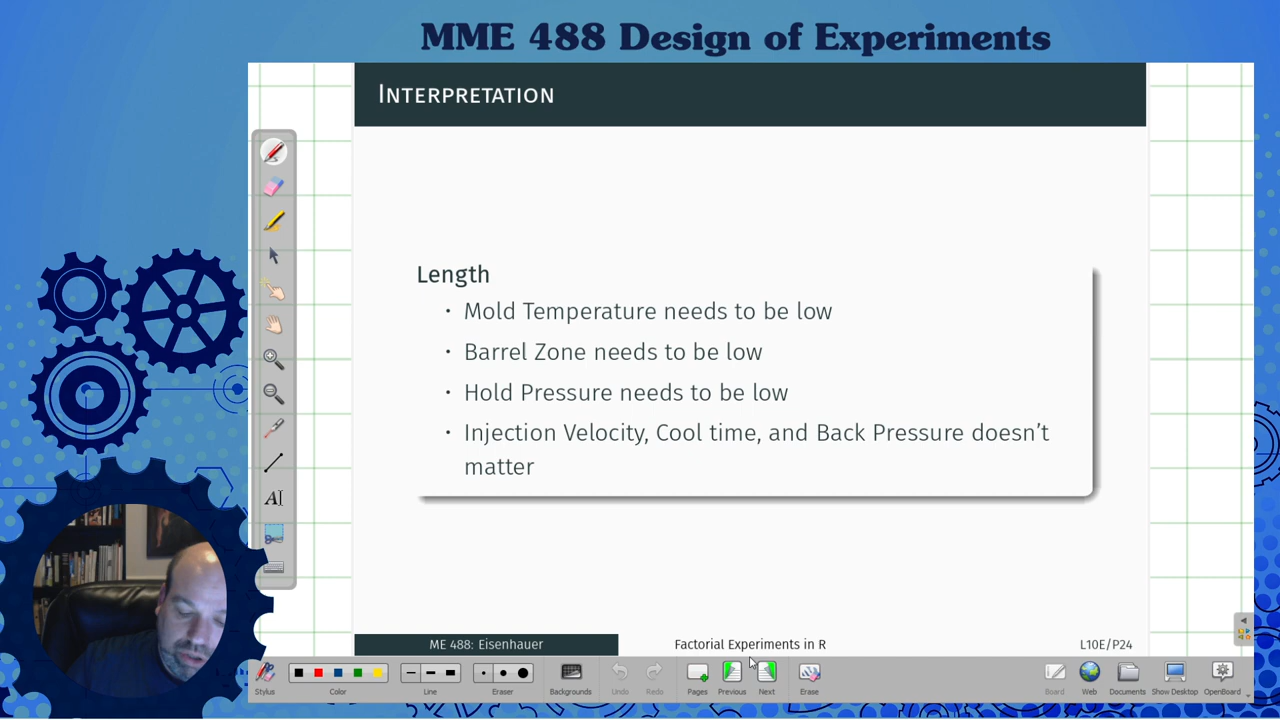 MME 488 Design of Experiments
Interpretation
Length
· Mold Temperature needs to be low
· Barrel Zone needs to be low
· Hold Pressure needs to be low
· Injection Velocity, Cool time, and Back Pressure doesn't
matter
ME 488: Eisenhauer
Factorial Experiments in R
L10E/P24
AI
Stylus
Color
Line
Eraser
Backgrounds
Undo
Redo
Pages
Previous
Next
Erase
Board
Web
Documents
Show Desktop
OpenBoard